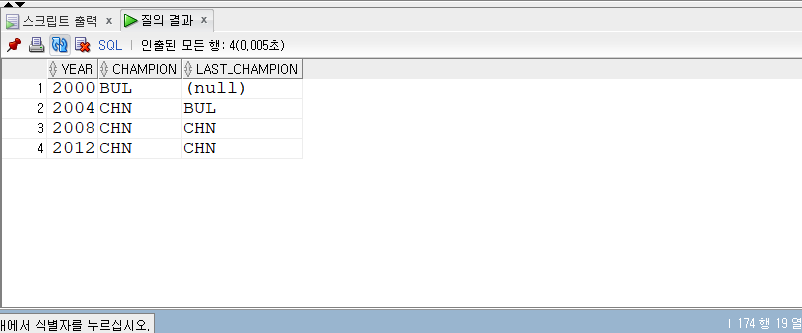 스크립트 출력 x 질의 결과 x
SQL | 인출된 모든 행: 4(0,005초)
YEAR CHAMPION LAST_CHAMPION
1 2000 BUL (null)
2 2004 CHN BUL
3 2008 CHN CHN
4 2012 CHN CHN
개에서 식별자를 누르십시오. | 174 행 19 열